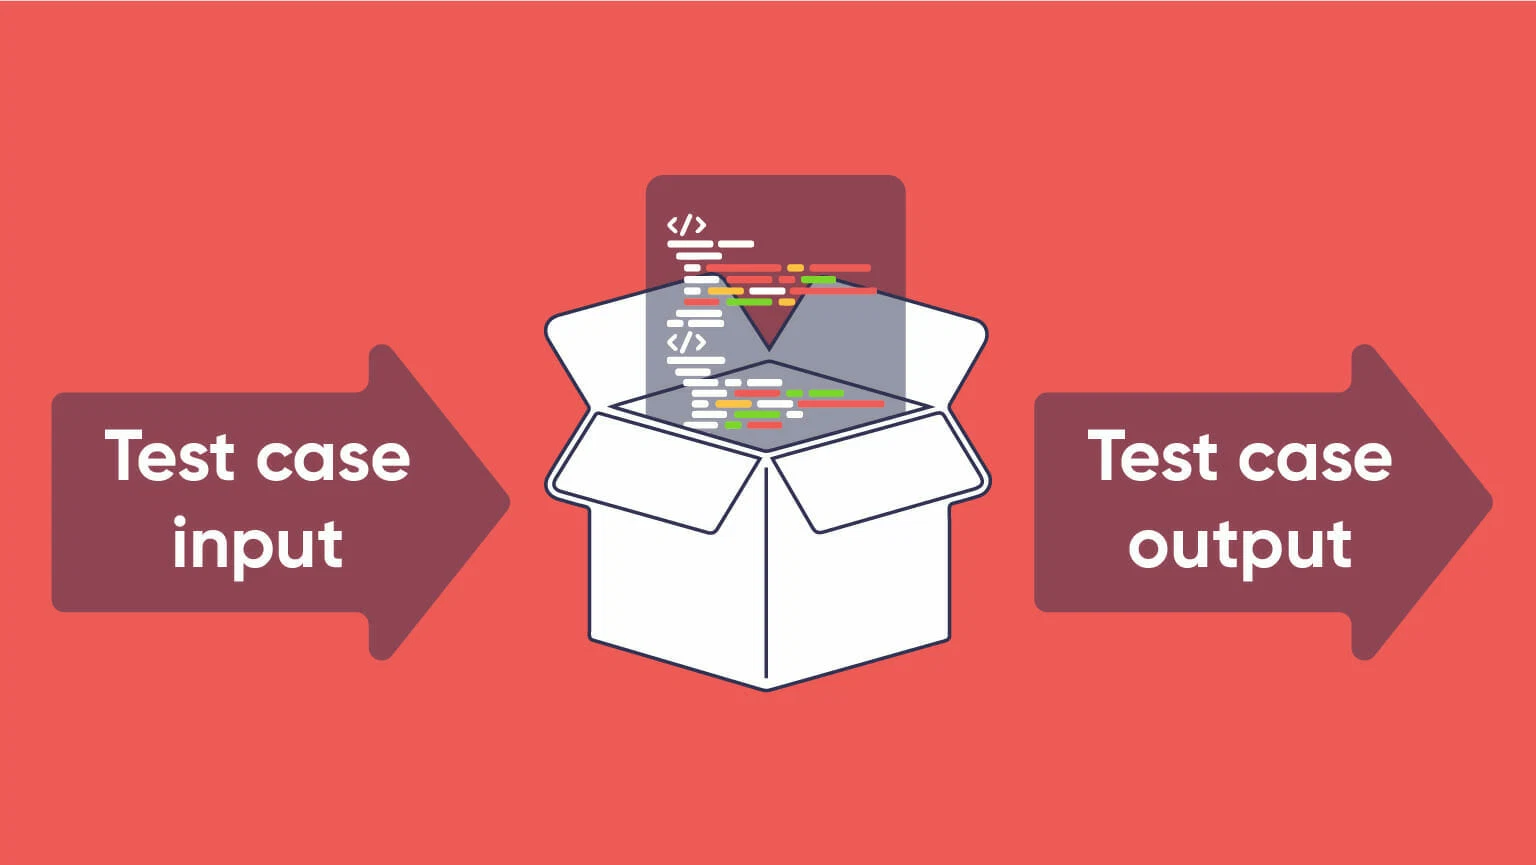 Test case
input
</>
</>
Test case
output